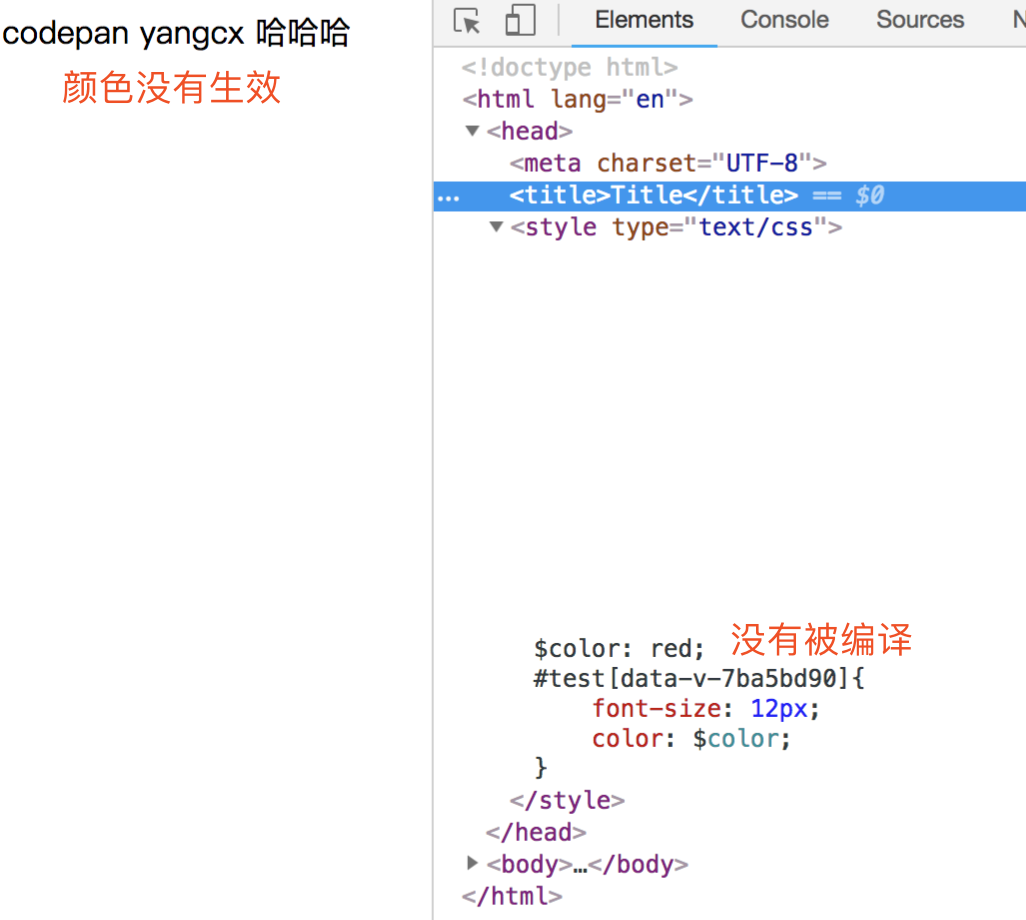 codepan yangcx 哈哈哈
颜色没有生效
Elements Console Sources
<!doctype html>
<html lang="en">
<head>
<meta charset="UTF-8">
… <title>Title</title> == $0
<style type="text/css">
$color: red; 没有被编译
#test[data-v-7ba5bd90]{
font-size: 12px;
color: $color;
}
</style>
</head>
<body>…</body>
</html>